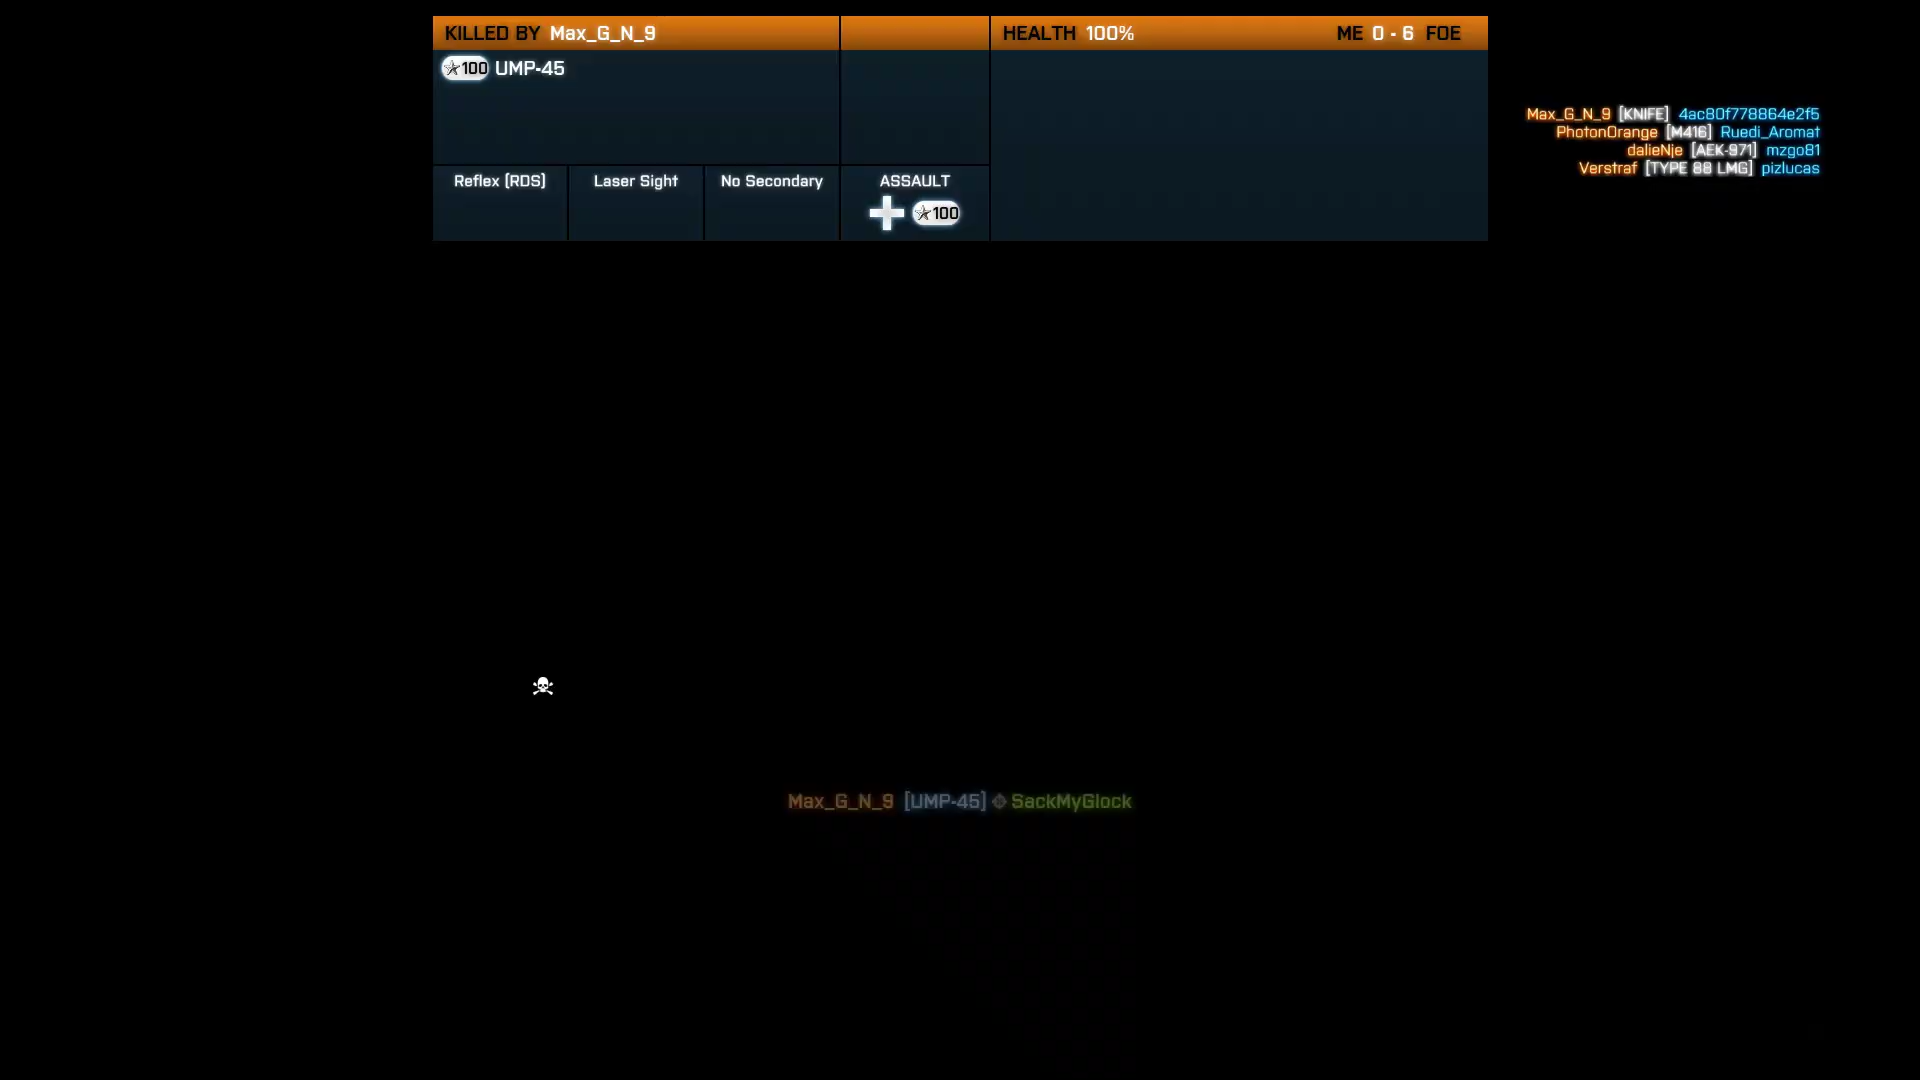 KILLED BY Max_G_N_9 HEALTH 100% ME 0 - 6 FOE
100 UMP-45
Reflex [RDS] Laser Sight No Secondary ASSAULT
100
Max_G_N_9 [KNIFE] 4ac80f778864e2f5
PhotonOrange [M416] Ruedi_Aromat
dalieNje [AEK-971] mzgo81
Verstraf [TYPE 88 LMG] pizlucas
Max_G_N_9 [UMP-45] SackMyGlock